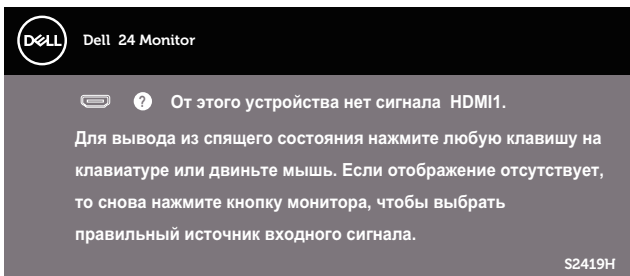 DELL Dell 24 Monitor
? От этого устройства нет сигнала HDMI1.
Для вывода из спящего состояния нажмите любую клавишу на
клавиатуре или двиньте мышь. Если отображение отсутствует,
то снова нажмите кнопку монитора, чтобы выбрать
правильный источник входного сигнала.
S2419H